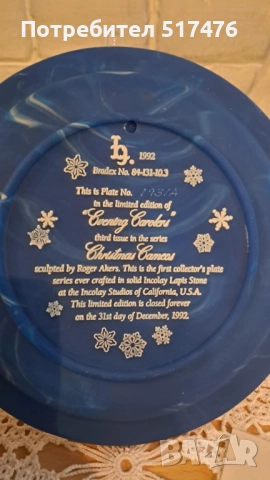 Потребител 517476
1992
Bradex No. 84-I31-10.3
This is Plate No.
in the limited edition of
"Evening Carolers"
third issue in the series
Christmas Cameos
sculpted by Roger Akers. This is the first collector's plate
series ever crafted in solid Incolay Lapis Stone
at the Incolay Studios of California, U.S.A.
This limited edition is closed forever
on the 31st day of December, 1992.
bazar